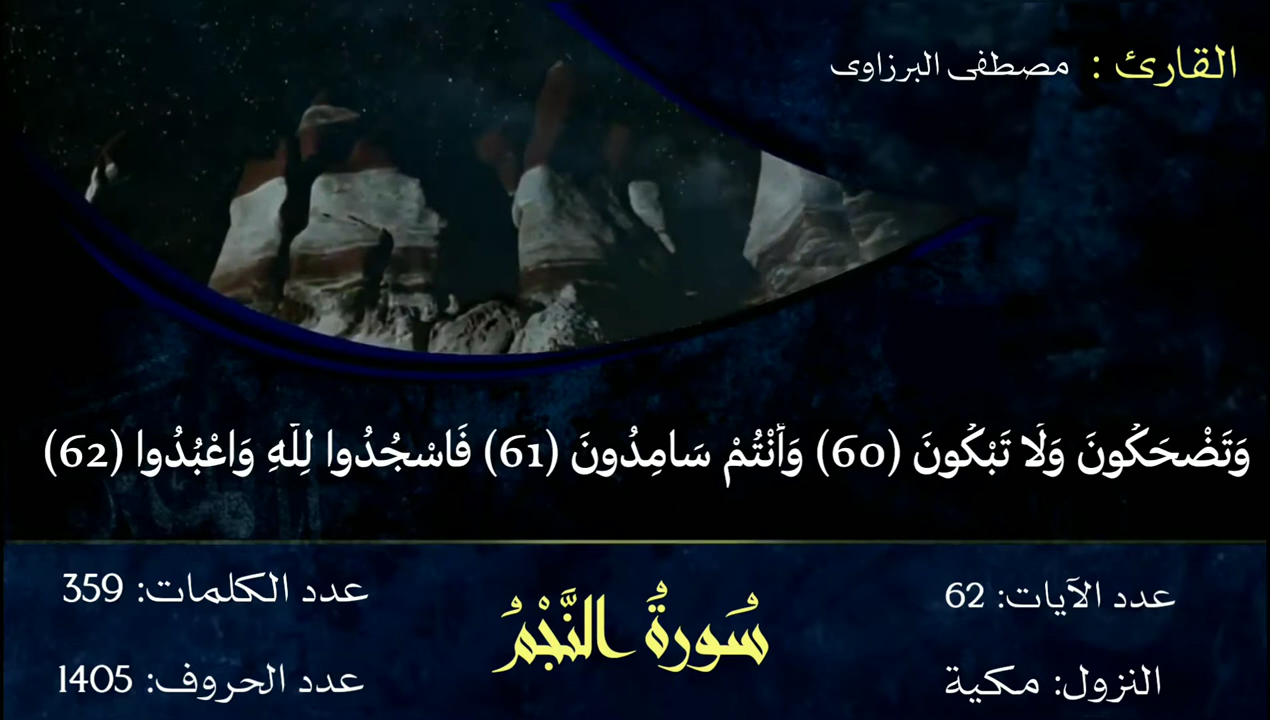 القارئ : مصطفى البرزاوى
وَتَضْحَكُونَ وَلَا تَبْكُونَ (60) وَأَنْتُمْ سَامِدُونَ (61) فَاسْجُدُوا لِلَّهِ وَاعْبُدُوا (62)
عدد الآيات: 62
سُورةُ النَّجْمُ
عدد الكلمات: 359
النزول: مكية
عدد الحروف: 1405